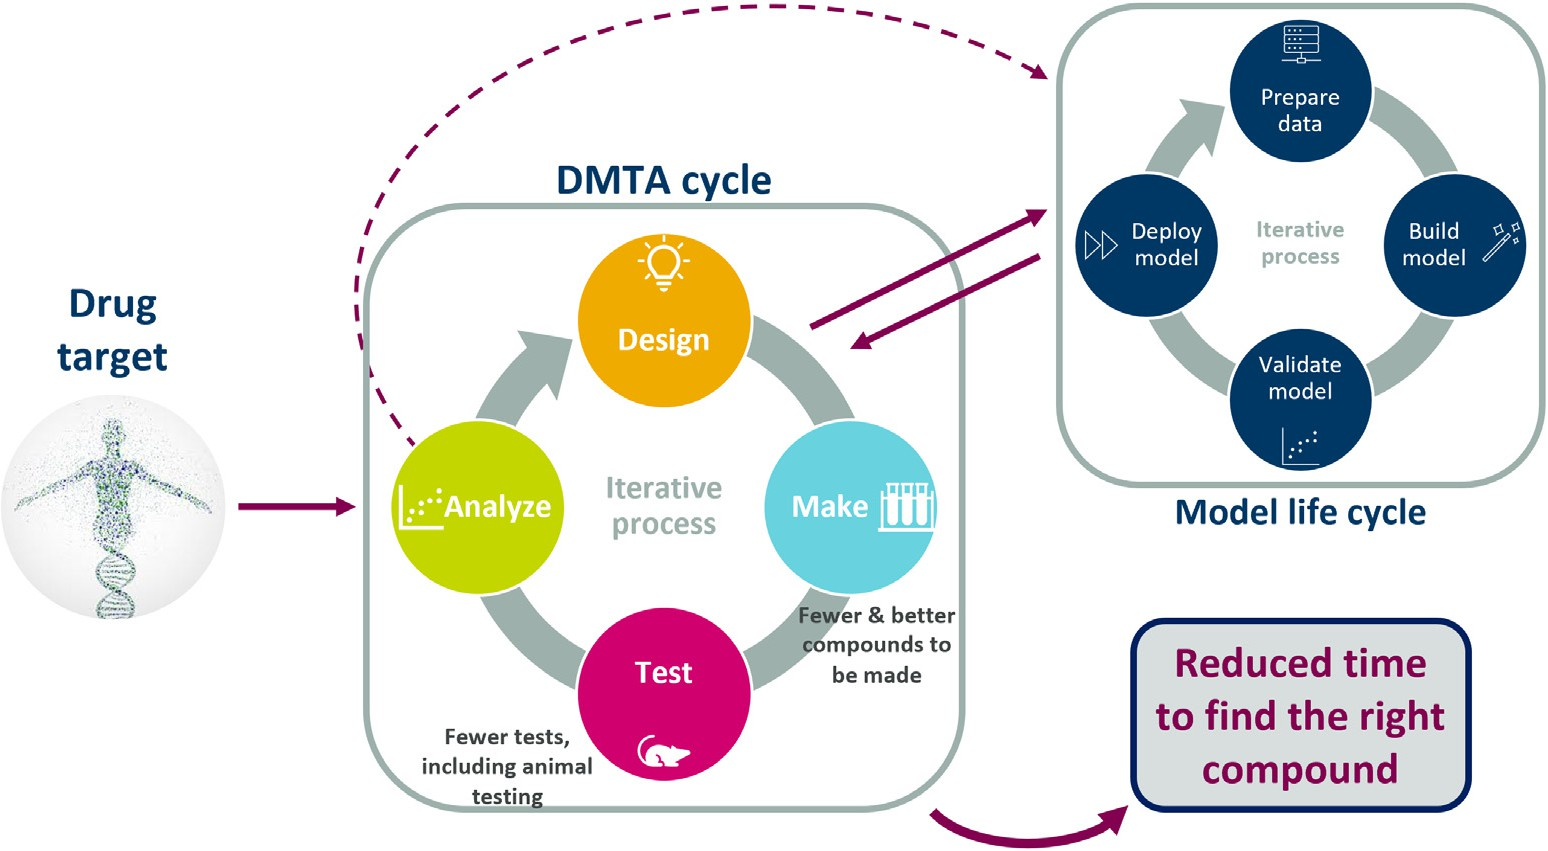 Drug
target
DMTA cycle
Design
Make
Test
Analyze
Iterative
process
Fewer & better
compounds to
be made
Fewer tests,
including animal
testing
Prepare
data
Build
model
Validate
model
Deploy
model
Iterative
process
Model life cycle
Reduced time
to find the right
compound